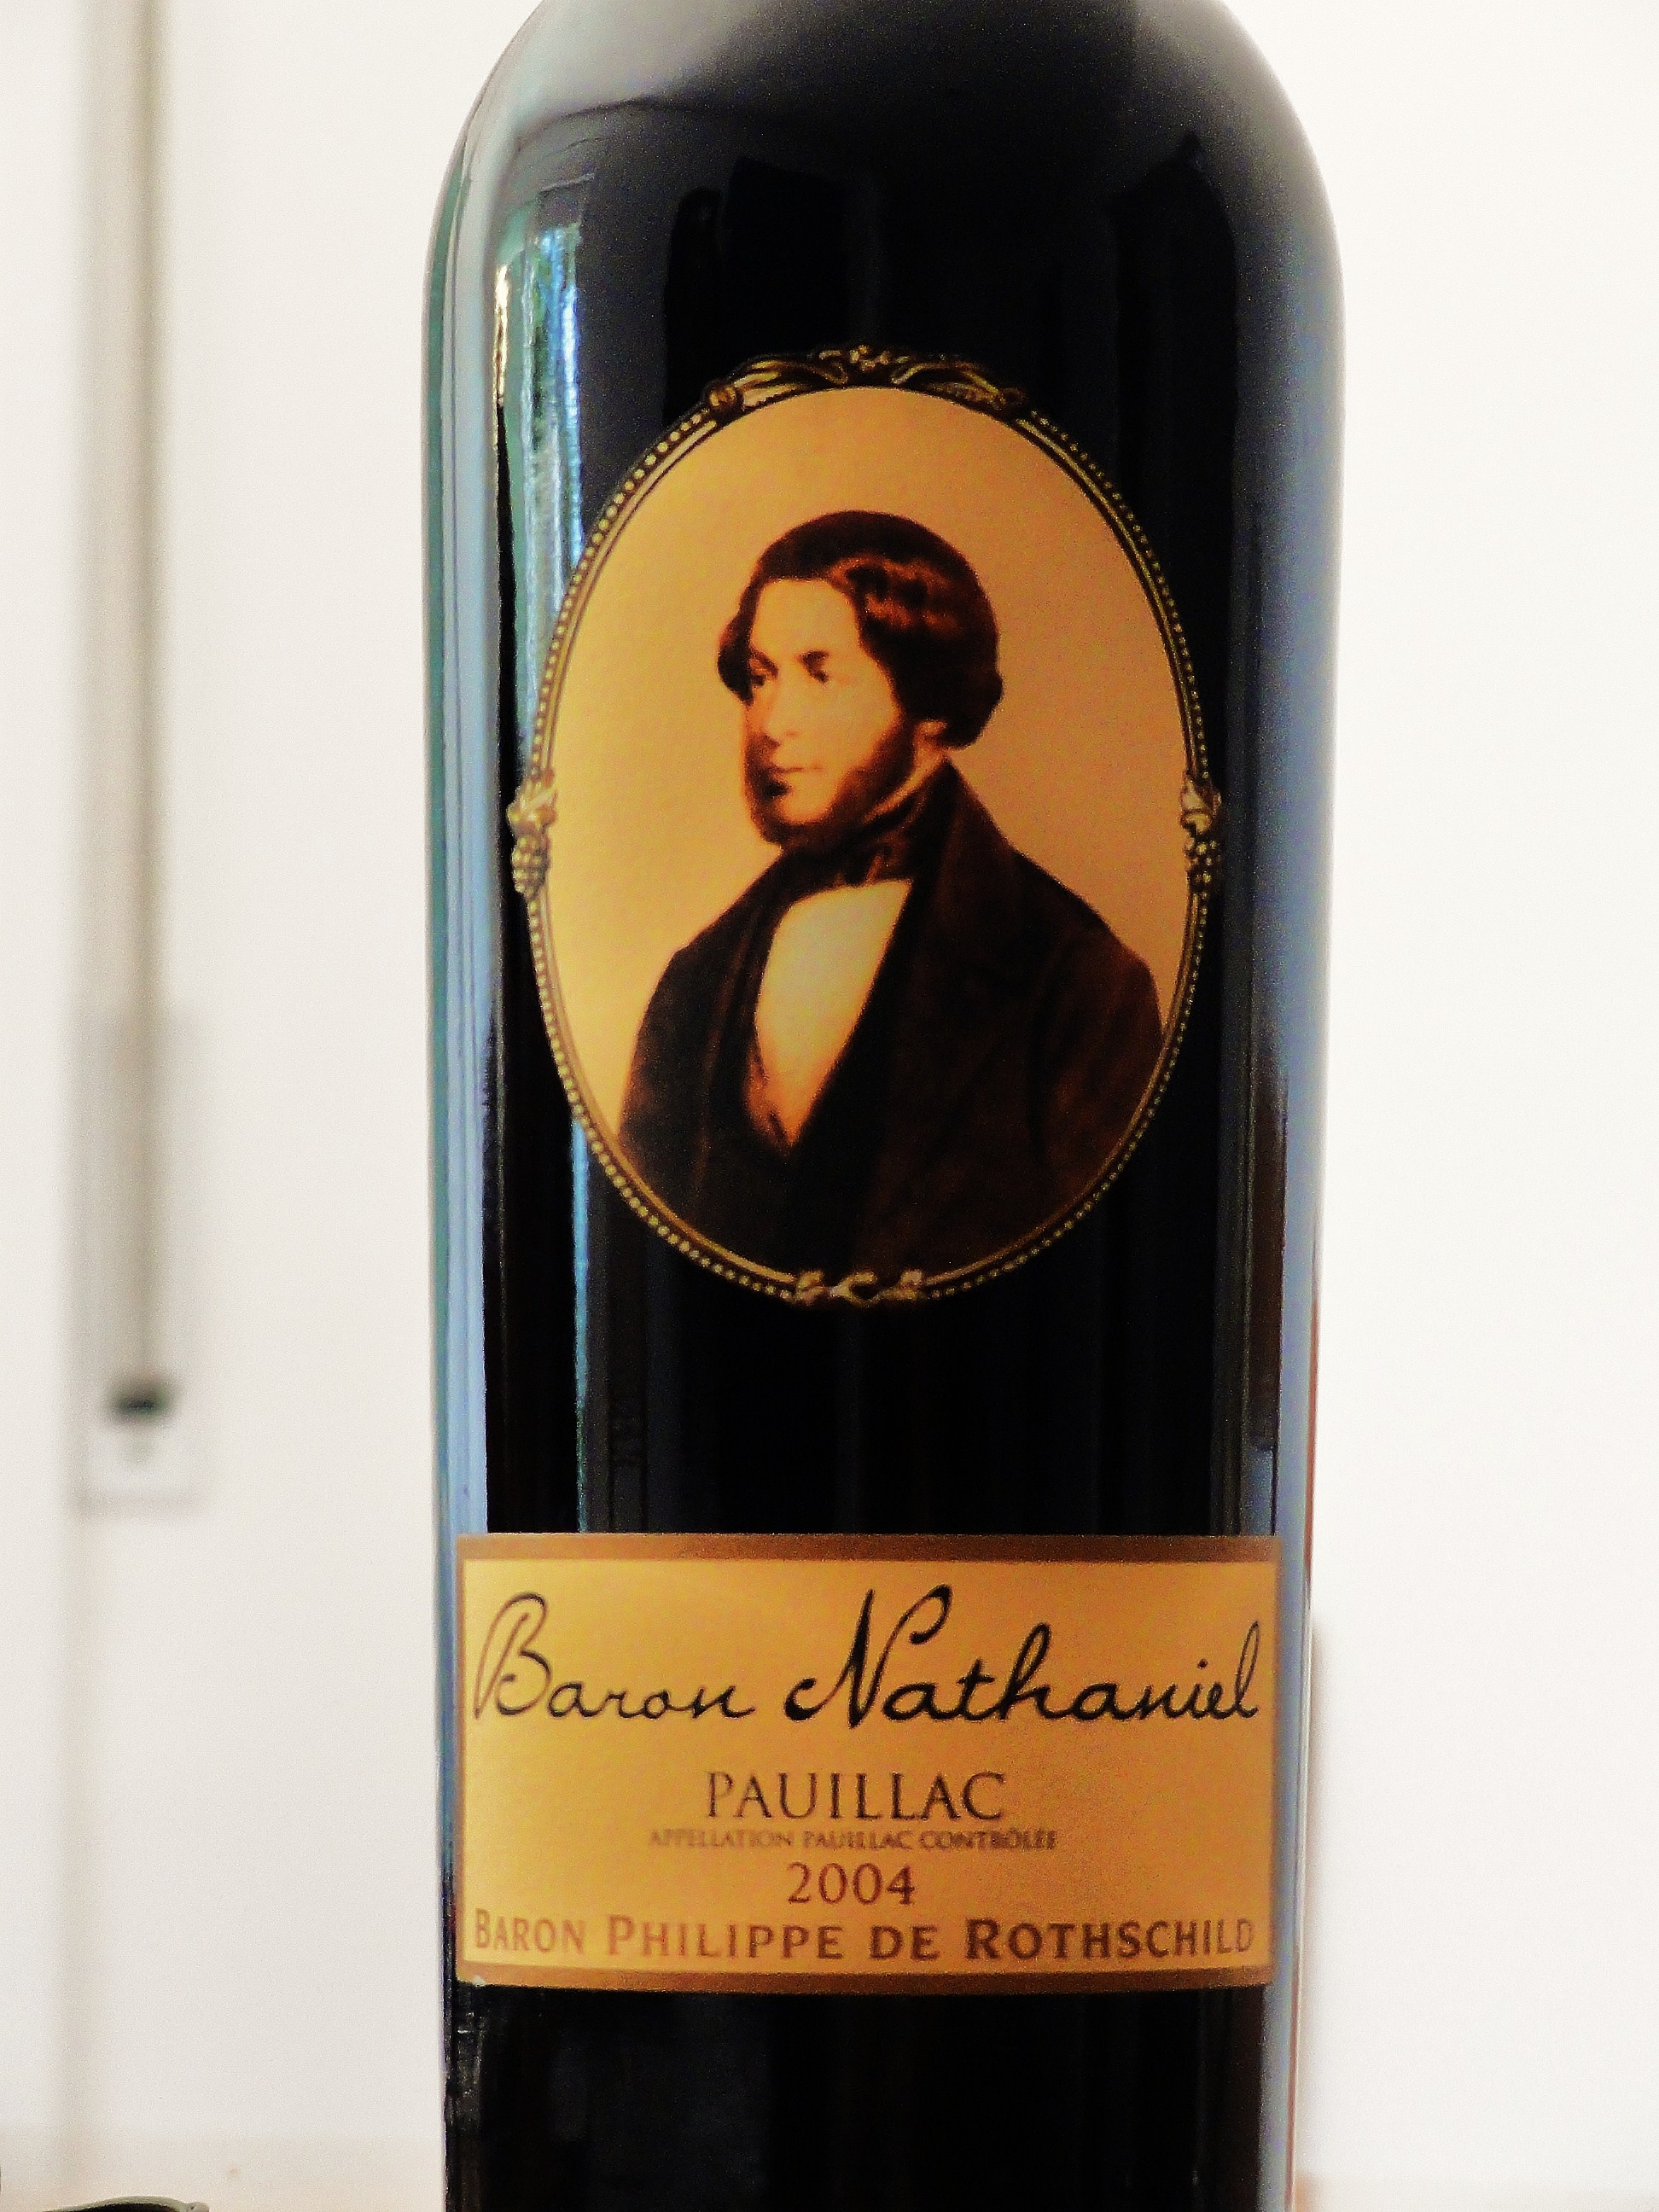 Baron Nathaniel
PAUILLAC
APPELLATION PAUILLAC CONTRÔLÉE
2004
BARON PHILIPPE DE ROTHSCHILD